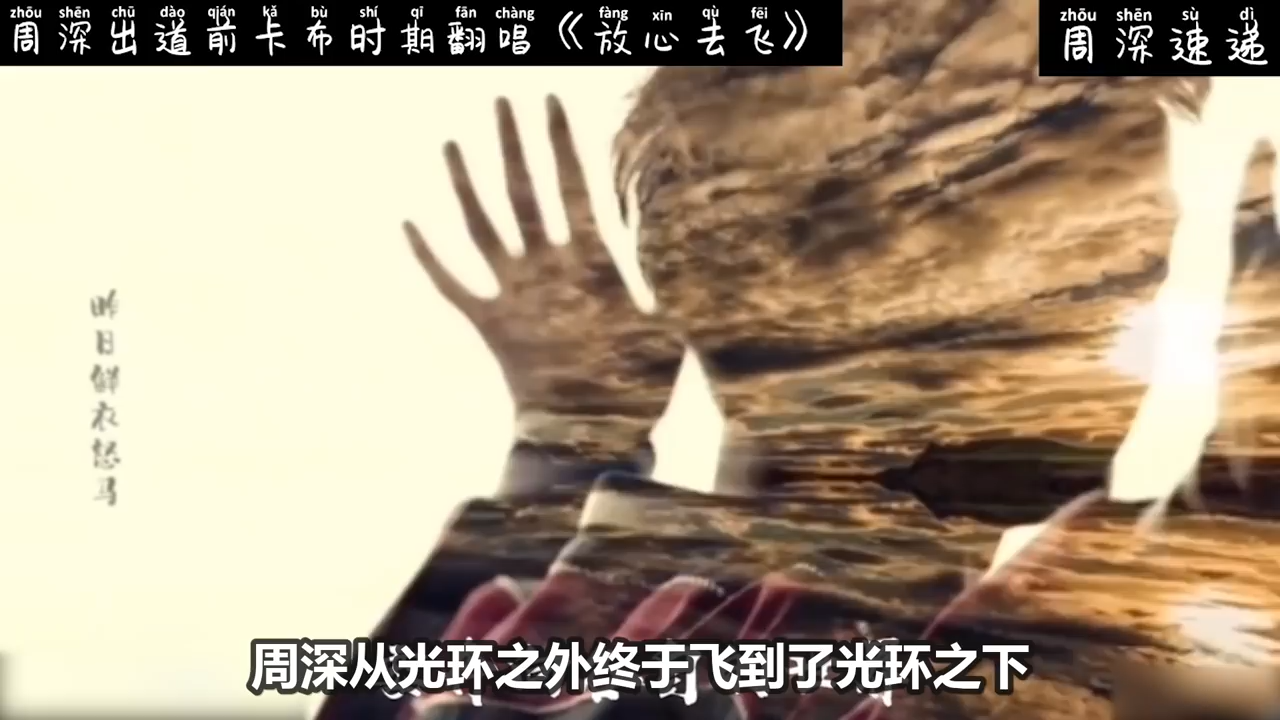 zhōu shēn chū dào qián kǎ bù shí qī fān chàng fàng xīn qù fēi
周深出道前卡布时期翻唱《放心去飞》
zhōu shēn sù dì
周深速递
昨日鲜衣怒马
周深从光环之外终于飞到了光环之下